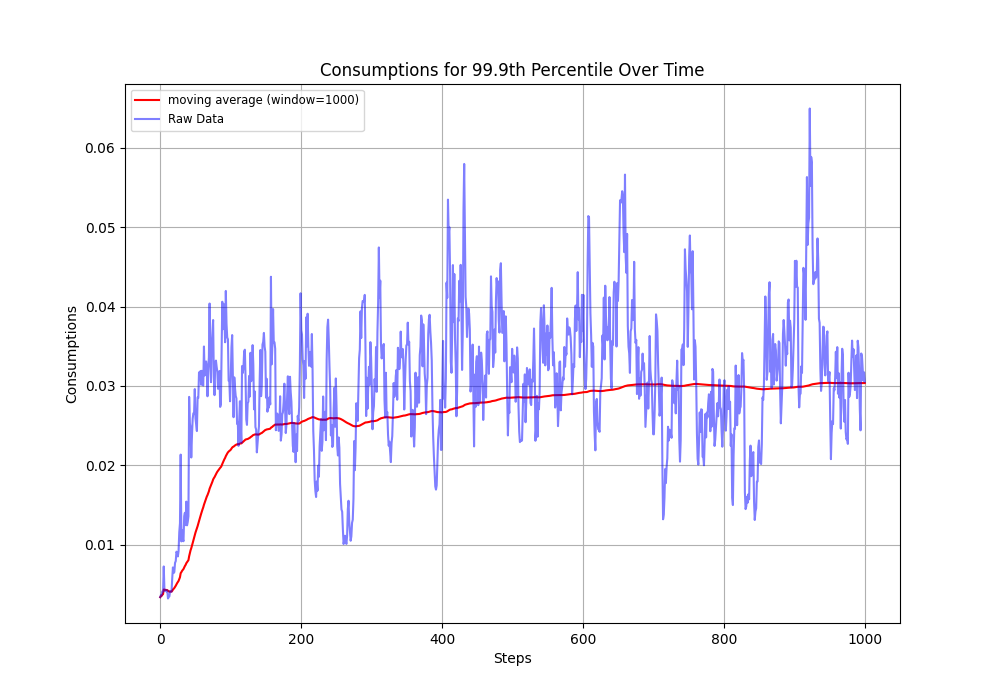 Consumptions for 99.9th Percentile Over Time
moving average (window=1000)
Raw Data
Consumptions
0.06
0.05
0.04
0.03
0.02
0.01
0 200 400 600 800 1000
Steps